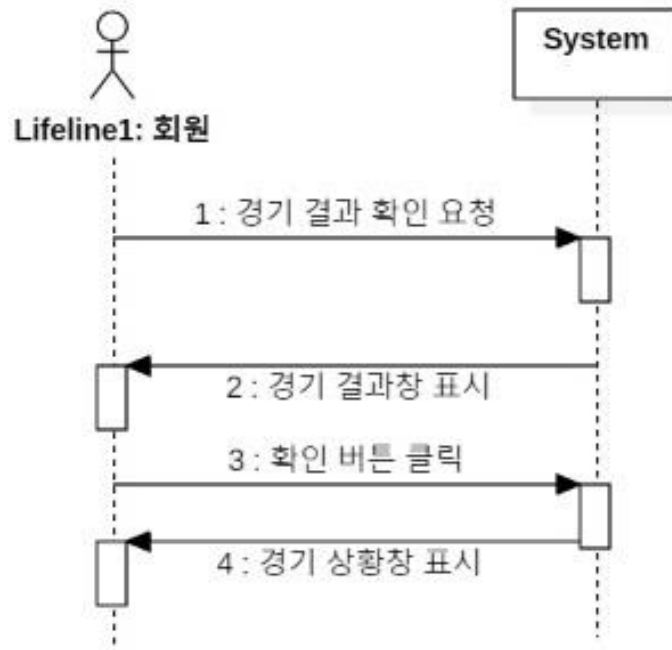 System
Lifeline1: 회원
1 : 경기 결과 확인 요청
2 : 경기 결과창 표시
3 : 확인 버튼 클릭
4 : 경기 상황창 표시